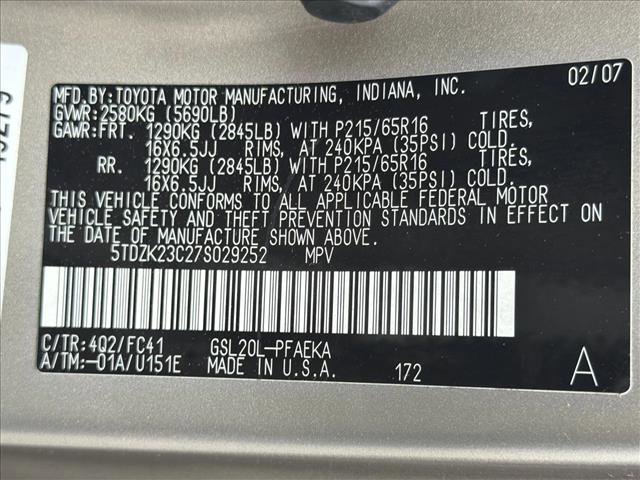 MFD.BY:TOYOTA MOTOR MANUFACTURING, INDIANA, INC. 02/07
GVWR:2580KG (5690LB)
GAWR:FRT. 1290KG (2845LB) WITH P215/65R16 TIRES,
16X6.5JJ RIMS, AT 240KPA (35PSI) COLD.
RR. 1290KG (2845LB) WITH P215/65R16 TIRES,
16X6.5JJ RIMS, AT 240KPA (35PSI) COLD.
THIS VEHICLE CONFORMS TO ALL APPLICABLE FEDERAL MOTOR
VEHICLE SAFETY AND THEFT PREVENTION STANDARDS IN EFFECT ON
THE DATE OF MANUFACTURE SHOWN ABOVE.
5TDZK23C27S029252 MPV
C/TR:4Q2/FC41 GSL20L-PFAEKA
A/TM:-01A/U151E MADE IN U.S.A. 172 A